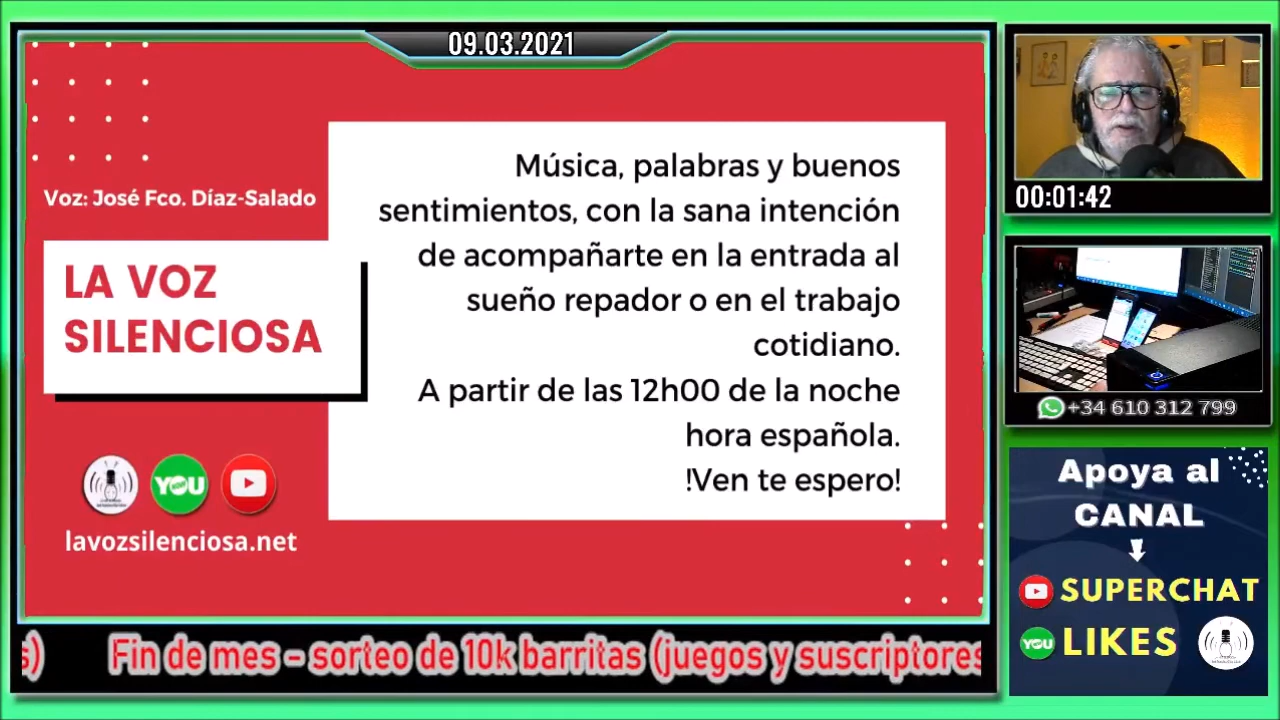 09.03.2021
Voz: José Fco. Díaz-Salado
LA VOZ
SILENCIOSA
YOU
lavozsilenciosa.net
Música, palabras y buenos
sentimientos, con la sana intención
de acompañarte en la entrada al
sueño repador o en el trabajo
cotidiano.
A partir de las 12h00 de la noche
hora española.
!Ven te espero!
s) Fin de mes – sorteo de 10k barritas (juegos y suscriptores
00:01:42
+34 610 312 799
Apoya al
CANAL
SUPERCHAT
YOU LIKES